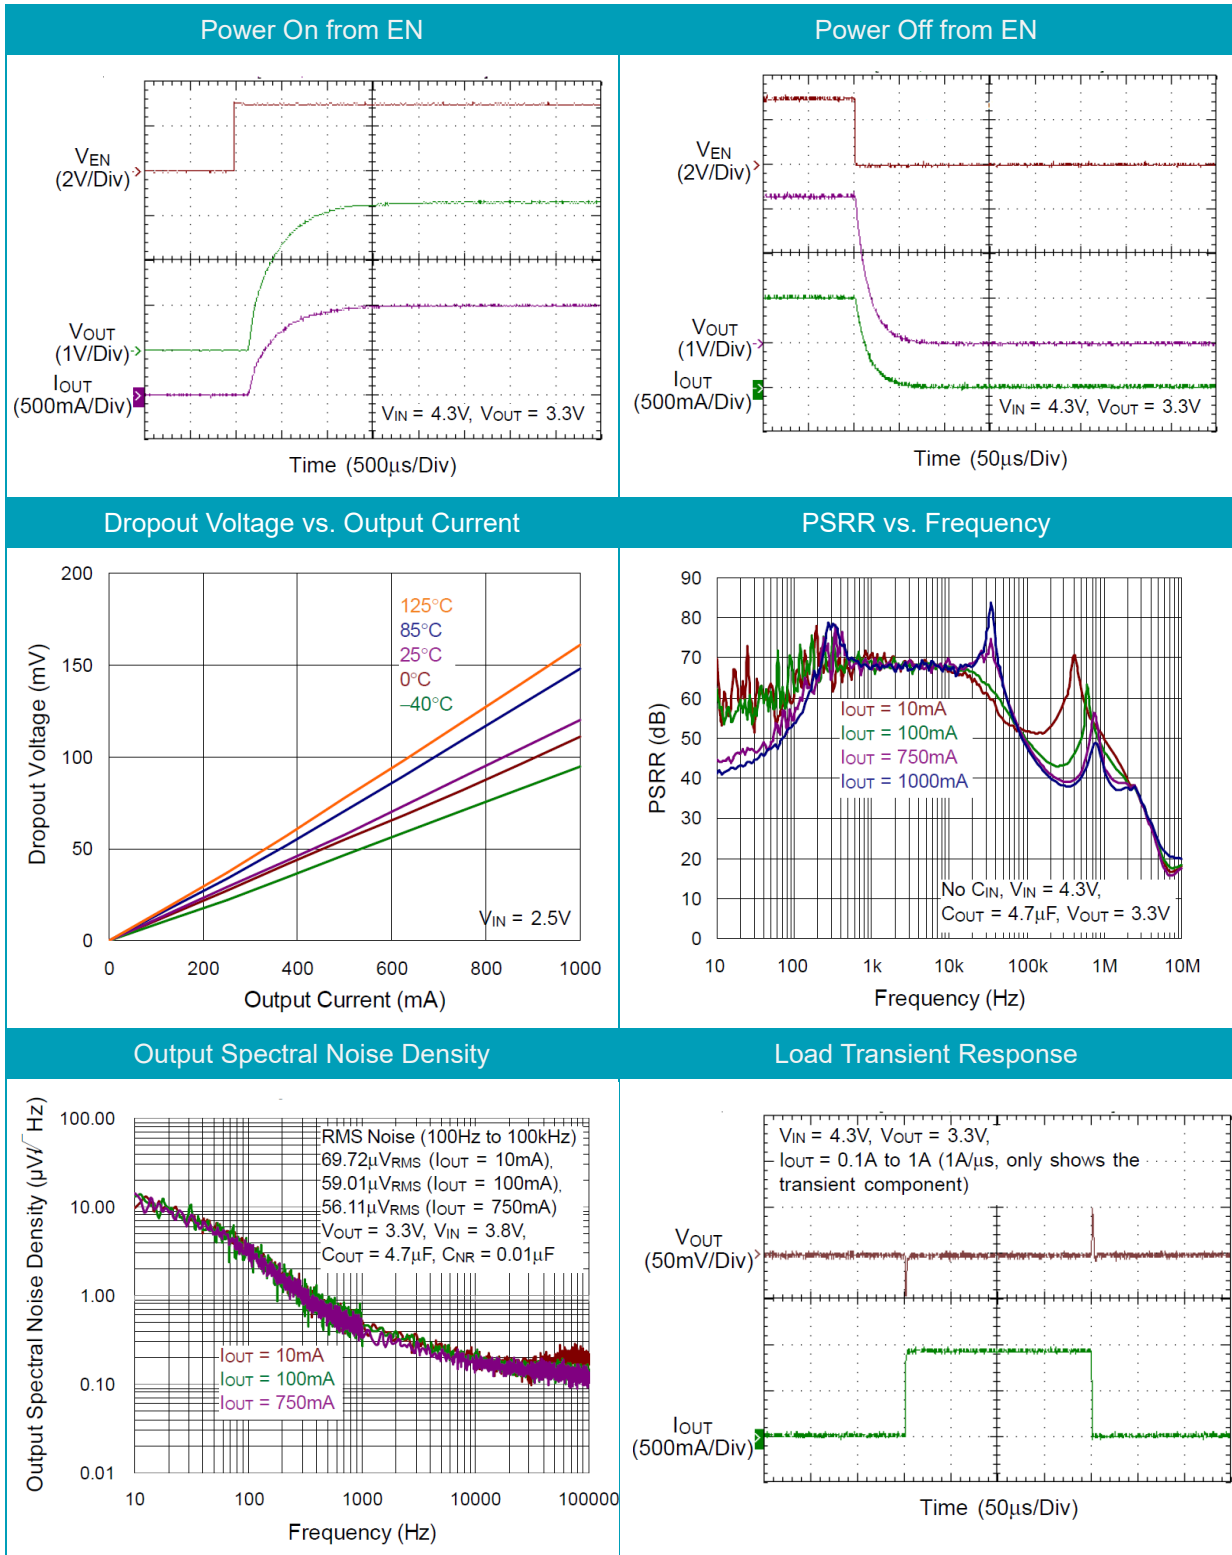 Power On from EN
VEN
(2V/Div)
VOUT
(1V/Div)
IOUT
(500mA/Div)
VIN = 4.3V, VOUT = 3.3V
Time (500μs/Div)
Power Off from EN
VEN
(2V/Div)
VOUT
(1V/Div)
IOUT
(500mA/Div)
VIN = 4.3V, VOUT = 3.3V
Time (50μs/Div)
Dropout Voltage vs. Output Current
Dropout Voltage (mV)
200
150
100
50
0
125°C
85°C
25°C
0°C
−40°C
VIN = 2.5V
0 200 400 600 800 1000
Output Current (mA)
PSRR vs. Frequency
PSRR (dB)
90
80
70
60
50
40
30
20
10
0
IOUT = 10mA
IOUT = 100mA
IOUT = 750mA
IOUT = 1000mA
No CIN, VIN = 4.3V,
COUT = 4.7μF, VOUT = 3.3V
10 100 1k 10k 100k 1M 10M
Frequency (Hz)
Output Spectral Noise Density
Output Spectral Noise Density (μV/√Hz)
100.00
10.00
1.00
0.10
0.01
RMS Noise (100Hz to 100kHz)
69.72μVRMS (IOUT = 10mA),
59.01μVRMS (IOUT = 100mA),
56.11μVRMS (IOUT = 750mA)
VOUT = 3.3V, VIN = 3.8V,
COUT = 4.7μF, CNR = 0.01μF
IOUT = 10mA
IOUT = 100mA
IOUT = 750mA
10 100 1000 10000 100000
Frequency (Hz)
Load Transient Response
VIN = 4.3V, VOUT = 3.3V,
IOUT = 0.1A to 1A (1A/μs, only shows the
transient component)
VOUT
(50mV/Div)
IOUT
(500mA/Div)
Time (50μs/Div)